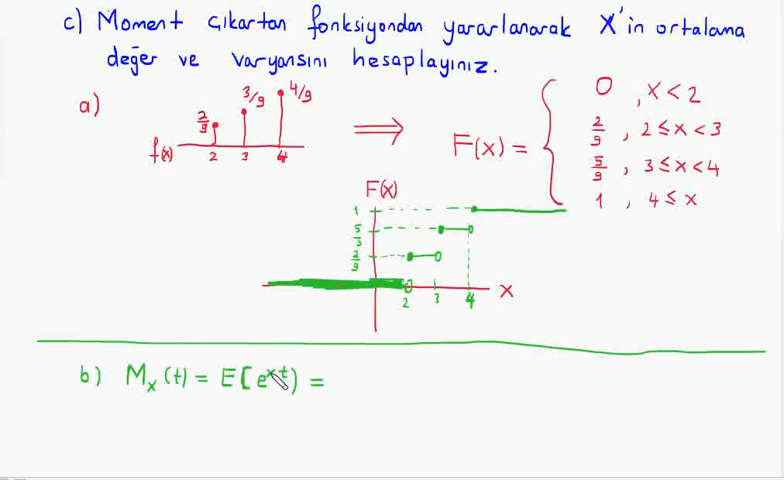 c) Moment çıkartan fonksiyondan yararlanarak X'in ortalama
değer ve varyansını hesaplayınız.
a)
2/9 3/9 4/9
f(x)
2 3 4
⟹
F(x) =
0 , x < 2
2/9 , 2 ≤ x < 3
5/9 , 3 ≤ x < 4
1 , 4 ≤ x
F(x)
1
5/3
2/9
2 3 4 x
b) Mx(t) = E[e^xt) =